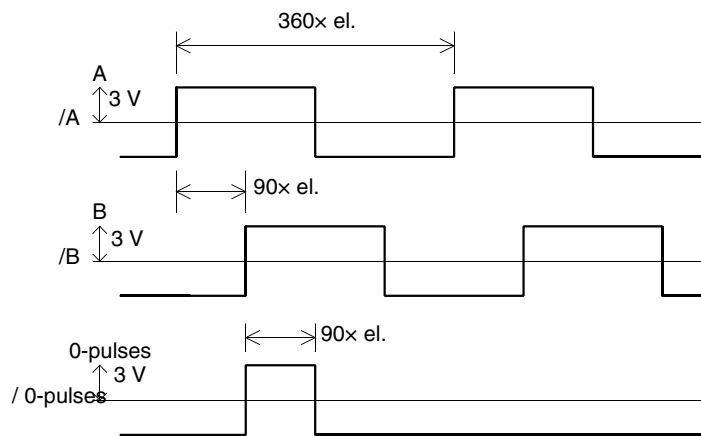 360× el.
A
3 V
/A
90× el.
B
3 V
/B
90× el.
0-pulses
3 V
/ 0-pulses